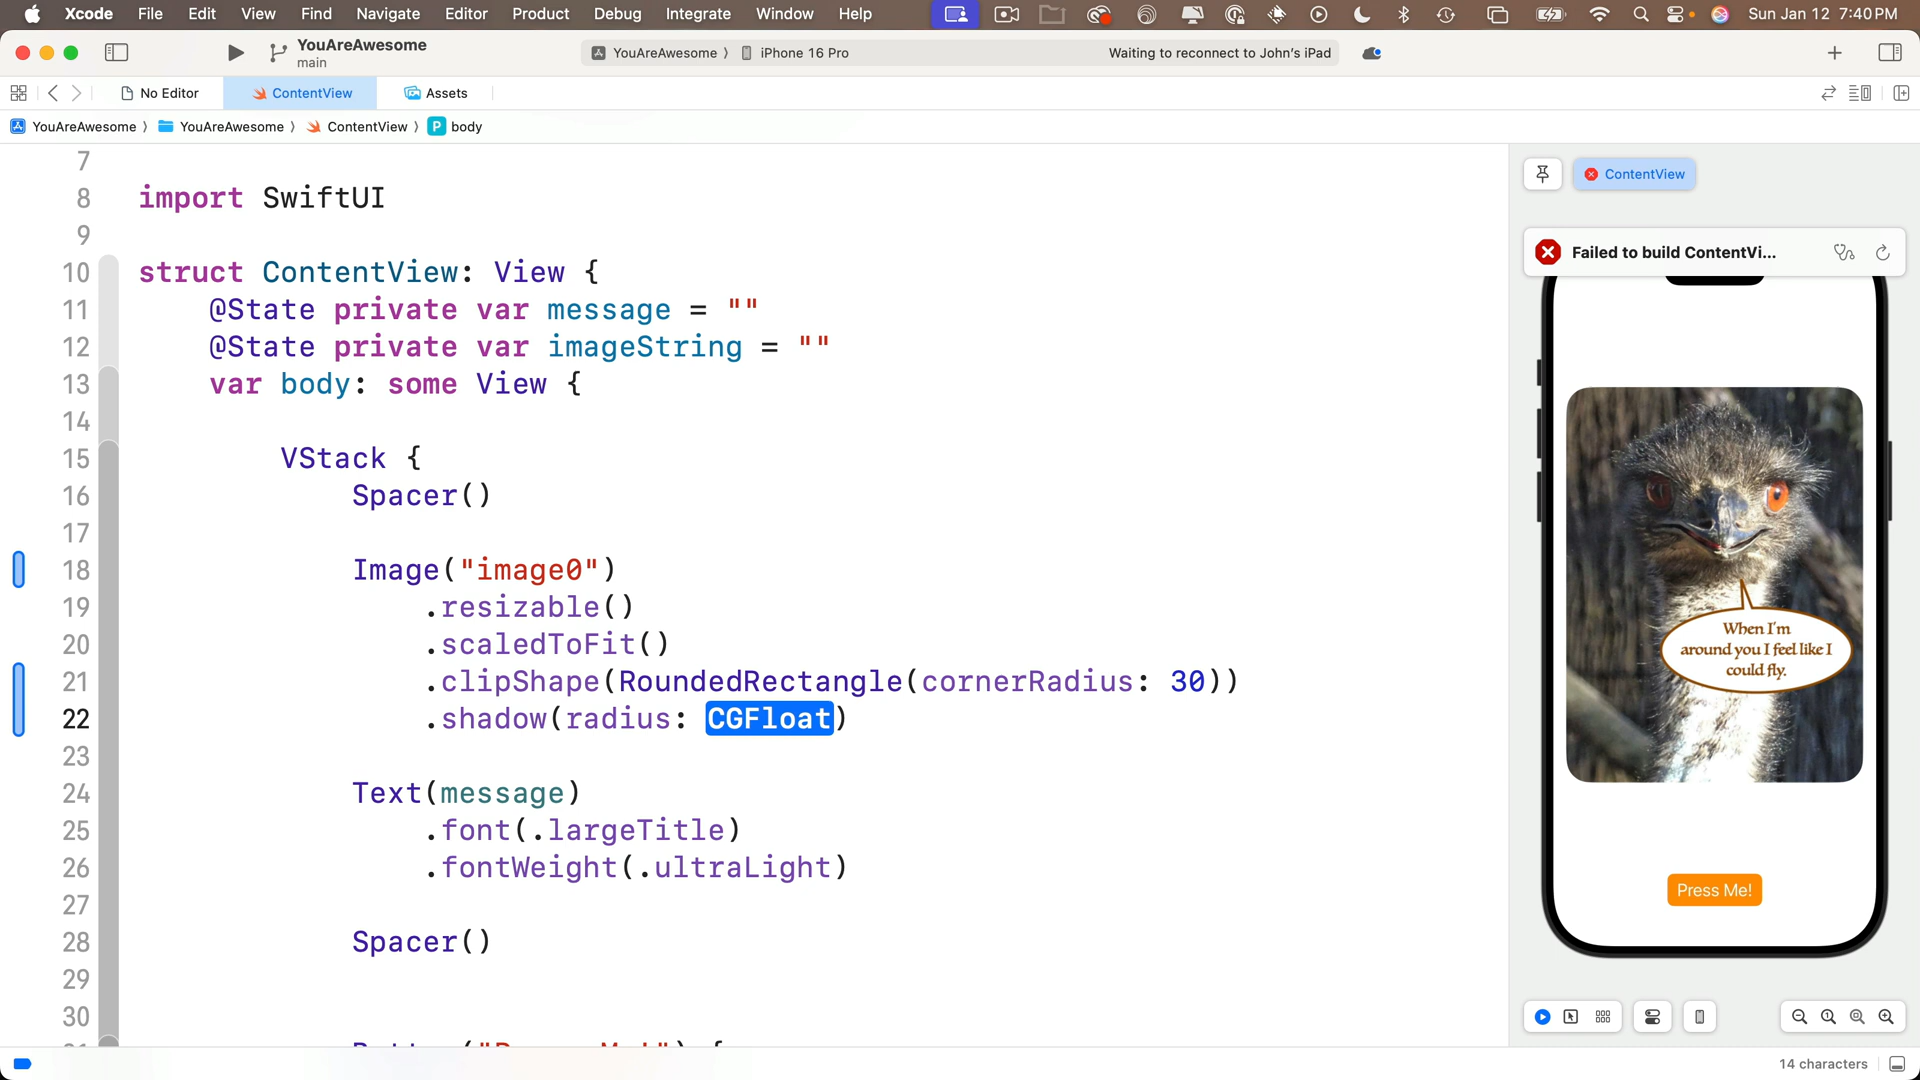 Xcode File Edit View Find Navigate Editor Product Debug Integrate Window Help Sun Jan 12 7:40 PM
YouAreAwesome
main
YouAreAwesome 〉 iPhone 16 Pro Waiting to reconnect to John's iPad
No Editor ContentView Assets
YouAreAwesome 〉 YouAreAwesome 〉 ContentView 〉 P body
7
8 import SwiftUI
9
10 struct ContentView: View {
11 @State private var message = ""
12 @State private var imageString = ""
13 var body: some View {
14
15 VStack {
16 Spacer()
17
18 Image("image0")
19 .resizable()
20 .scaledToFit()
21 .clipShape(RoundedRectangle(cornerRadius: 30))
22 .shadow(radius: CGFloat)
23
24 Text(message)
25 .font(.largeTitle)
26 .fontWeight(.ultraLight)
27
28 Spacer()
29
30
ContentView
Failed to build ContentVi...
When I'm
around you I feel like I
could fly.
Press Me!
14 characters